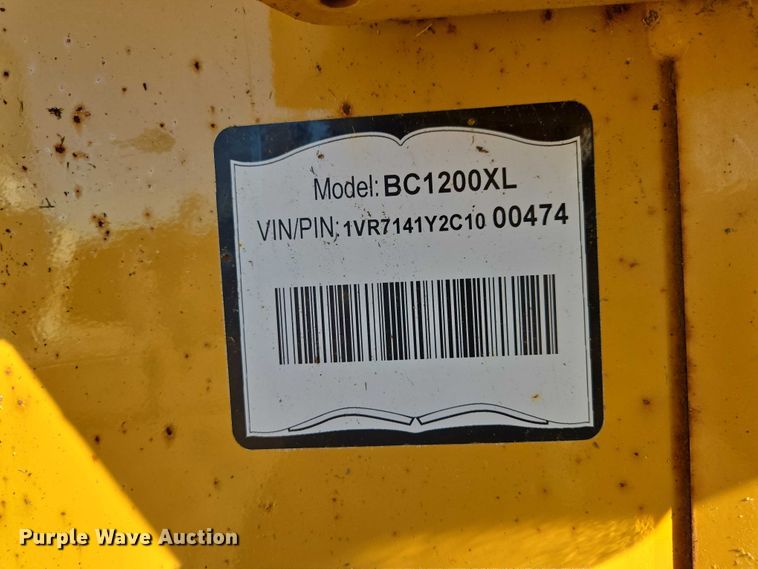 Model: BC1200XL
VIN/PIN: 1VR7141Y2C10 00474
Purple Wave Auction